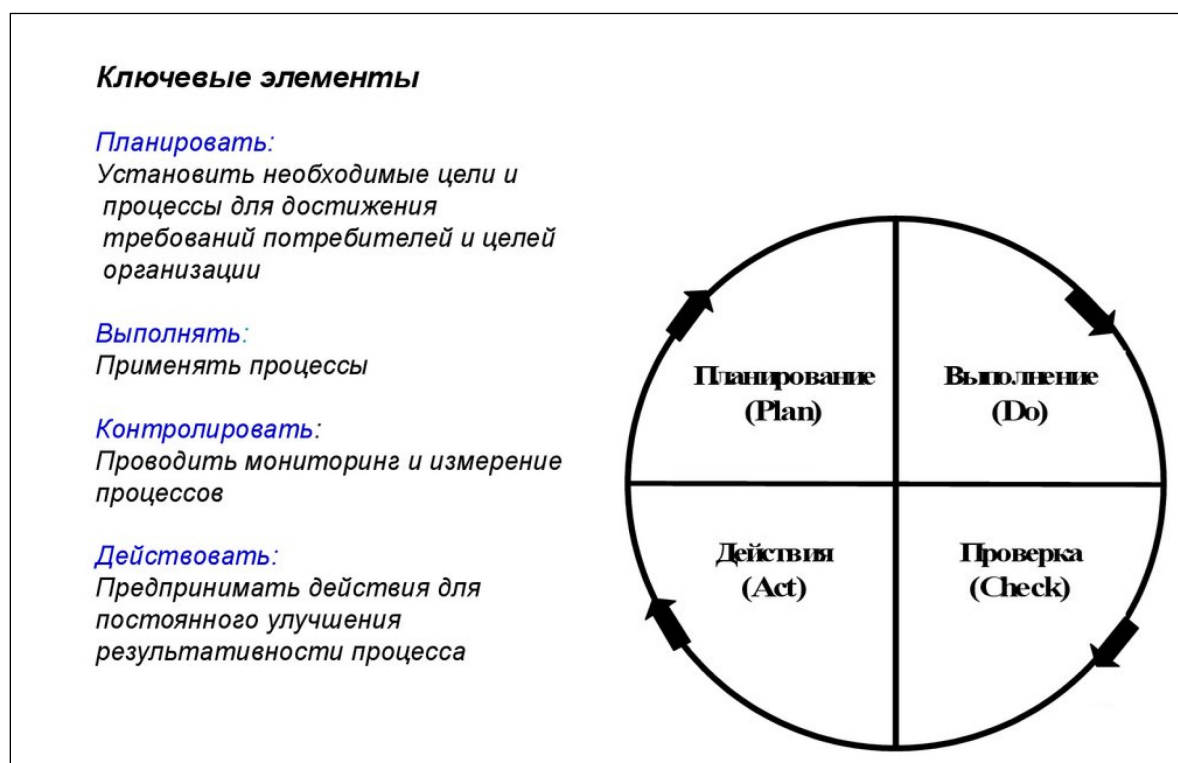 Ключевые элементы
Планировать:
Установить необходимые цели и
процессы для достижения
требований потребителей и целей
организации
Выполнять:
Применять процессы
Контролировать:
Проводить мониторинг и измерение
процессов
Действовать:
Предпринимать действия для
постоянного улучшения
результативности процесса
Планирование
(Plan)
Выполнение
(Do)
Действия
(Act)
Проверка
(Check)